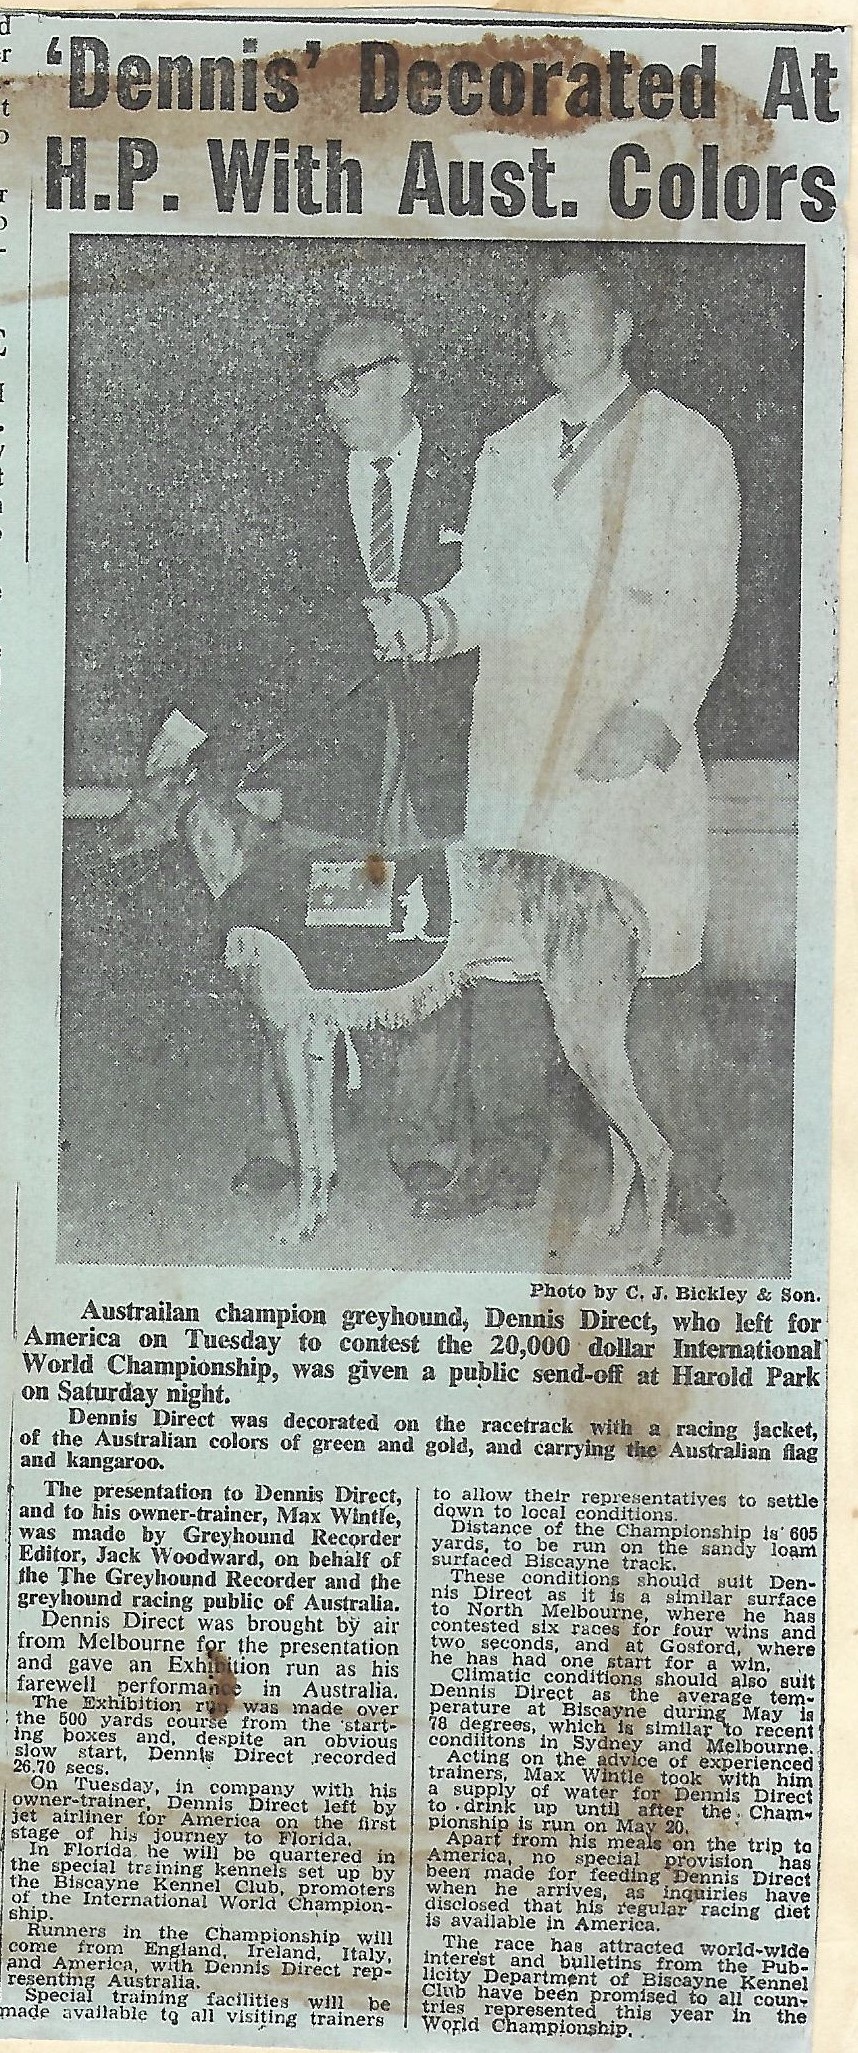 'Dennis' Decorated At
H.P. With Aust. Colors
Photo by C. J. Bickley & Son.
Austrailan champion greyhound, Dennis Direct, who left for
America on Tuesday to contest the 20,000 dollar International
World Championship, was given a public send-off at Harold Park
on Saturday night.
Dennis Direct was decorated on the racetrack with a racing jacket,
of the Australian colors of green and gold, and carrying the Australian flag
and kangaroo.
The presentation to Dennis Direct,
and to his owner-trainer, Max Wintle,
was made by Greyhound Recorder
Editor, Jack Woodward, on behalf of
the The Greyhound Recorder and the
greyhound racing public of Australia.
Dennis Direct was brought by air
from Melbourne for the presentation
and gave an Exhibition run as his
farewell performance in Australia.
The Exhibition run was made over
the 500 yards course from the start-
ing boxes and, despite an obvious
slow start, Dennis Direct recorded
26.70 secs.
On Tuesday, in company with his
owner-trainer, Dennis Direct left by
jet airliner for America on the first
stage of his journey to Florida.
In Florida he will be quartered in
the special training kennels set up by
the Biscayne Kennel Club, promoters
of the International World Champion-
ship.
Runners in the Championship will
come from England, Ireland, Italy,
and America, with Dennis Direct rep-
resenting Australia.
Special training facilities will be
made available to all visiting trainers
to allow their representatives to settle
down to local conditions.
Distance of the Championship is 605
yards, to be run on the sandy loam
surfaced Biscayne track.
These conditions should suit Den-
nis Direct as it is a similar surface
to North Melbourne, where he has
contested six races for four wins and
two seconds, and at Gosford, where
he has had one start for a win.
Climatic conditions should also suit
Dennis Direct as the average tem-
perature at Biscayne during May is
78 degrees, which is similar to recent
condiitons in Sydney and Melbourne.
Acting on the advice of experienced
trainers, Max Wintle took with him
a supply of water for Dennis Direct
to drink up until after the Cham-
pionship is run on May 20.
Apart from his meals on the trip to
America, no special provision has
been made for feeding Dennis Direct
when he arrives, as inquiries have
disclosed that his regular racing diet
is available in America.
The race has attracted world-wide
interest and bulletins from the Pub-
licity Department of Biscayne Kennel
Club have been promised to all coun-
tries represented this year in the
World Championship.